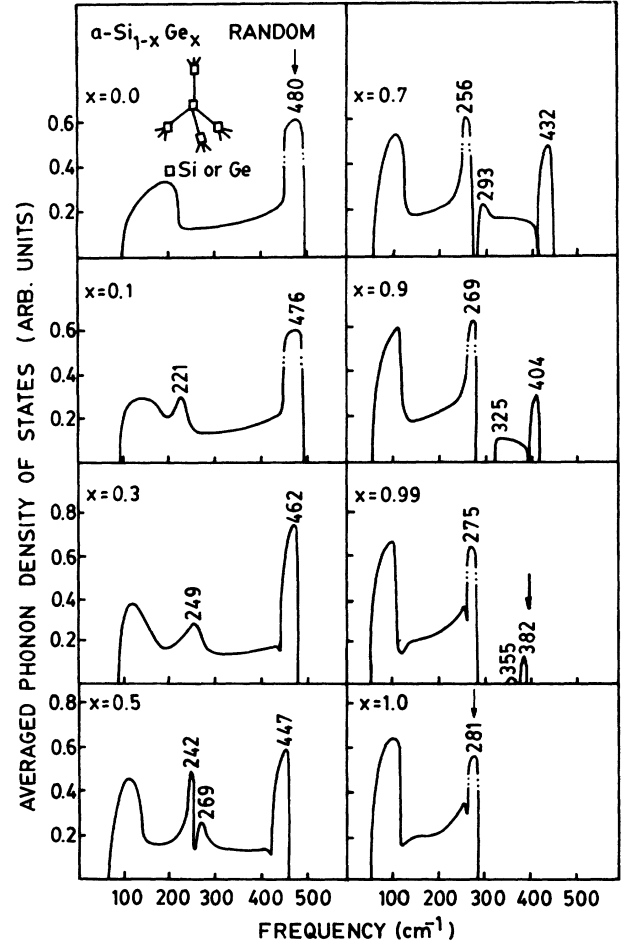 a-Si1-xGex RANDOM
x=0.0
480
Si or Ge
0.6
0.4
0.2
x=0.7
256
293
432
x=0.1
221
476
0.6
0.4
0.2
x=0.9
269
325
404
x=0.3
249
462
0.8
0.6
0.4
0.2
x=0.99
275
355
382
x=0.5
242
269
447
0.8
0.6
0.4
0.2
x=1.0
281
100 200 300 400 500
100 200 300 400 500
FREQUENCY (cm-1)
AVERAGED PHONON DENSITY OF STATES (ARB. UNITS)